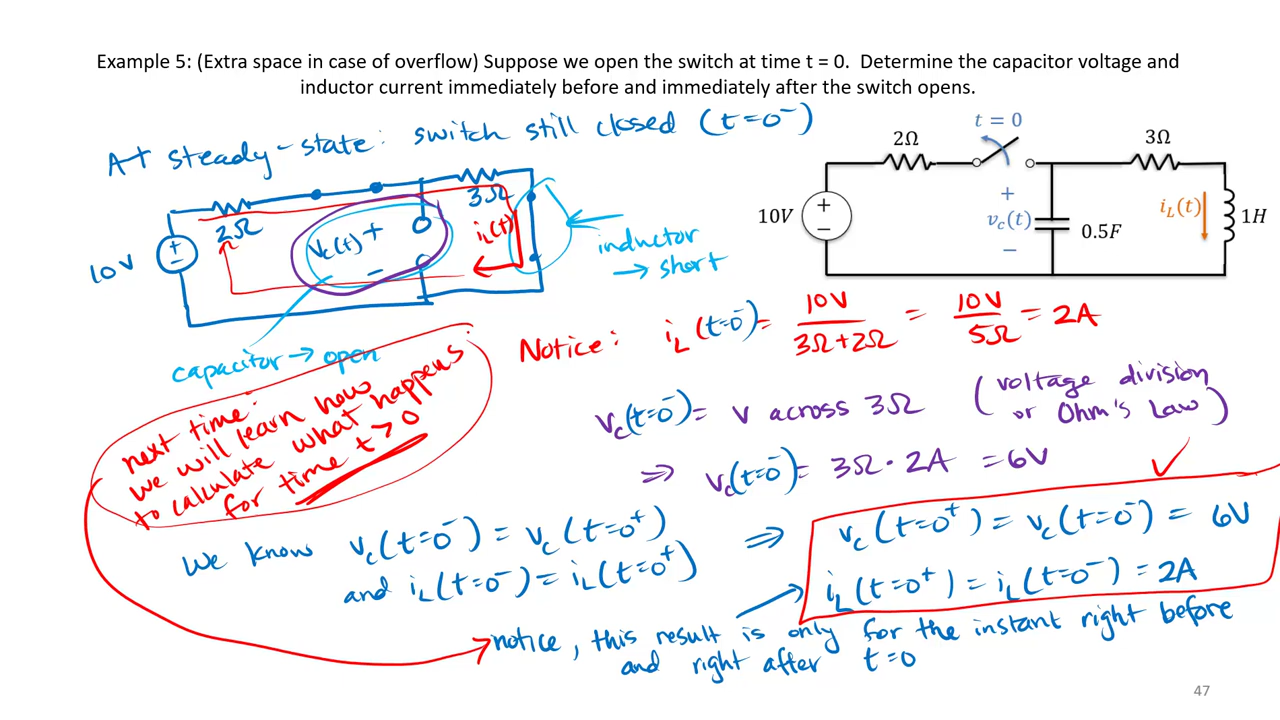 Example 5: (Extra space in case of overflow) Suppose we open the switch at time t = 0.  Determine the capacitor voltage and
inductor current immediately before and immediately after the switch opens.
At steady-state: switch still closed (t=0⁻)
2Ω
3Ω
10V
Vc(t)
+
−
iL(t)
+
−
inductor
→ short
capacitor → open
t = 0
2Ω
3Ω
10V
+
−
+
vc(t)
−
0.5F
iL(t)
1H
Notice: iL(t=0⁻) = 10V / (3Ω+2Ω) = 10V / 5Ω = 2A
vc(t=0⁻) = V across 3Ω (voltage division
or Ohm's Law)
⇒ vc(t=0⁻) = 3Ω · 2A = 6V
next time:
we will learn how
to calculate what happens
for time t > 0
We know vc(t=0⁻) = vc(t=0⁺)
and iL(t=0⁻) = iL(t=0⁺)
⇒ vc(t=0⁺) = vc(t=0⁻) = 6V
iL(t=0⁺) = iL(t=0⁻) = 2A
notice, this result is only for the instant right before
and right after t=0
47